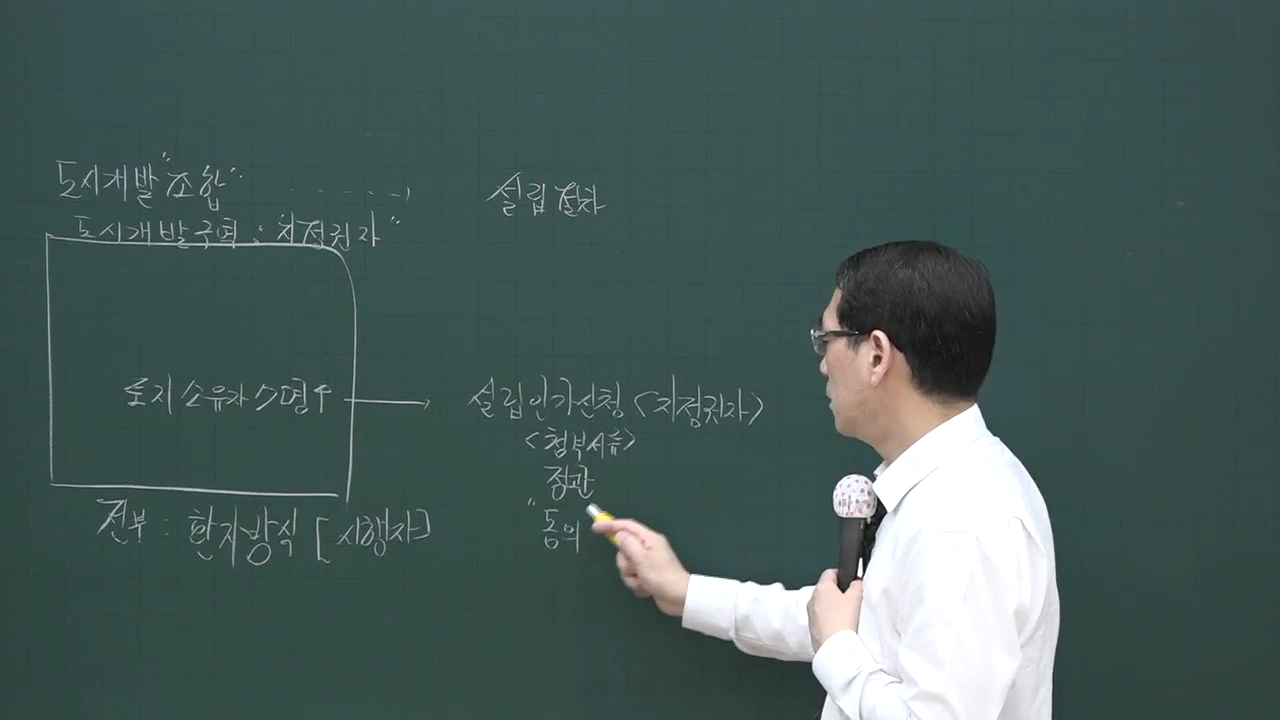 도시개발 "조합"
설립절차
도시개발구역 : "지정권자"
토지소유자 7명↑
설립인가신청 <지정권자>
<첨부서류>
정관
"동의
전부 : 환지방식 [시행자]